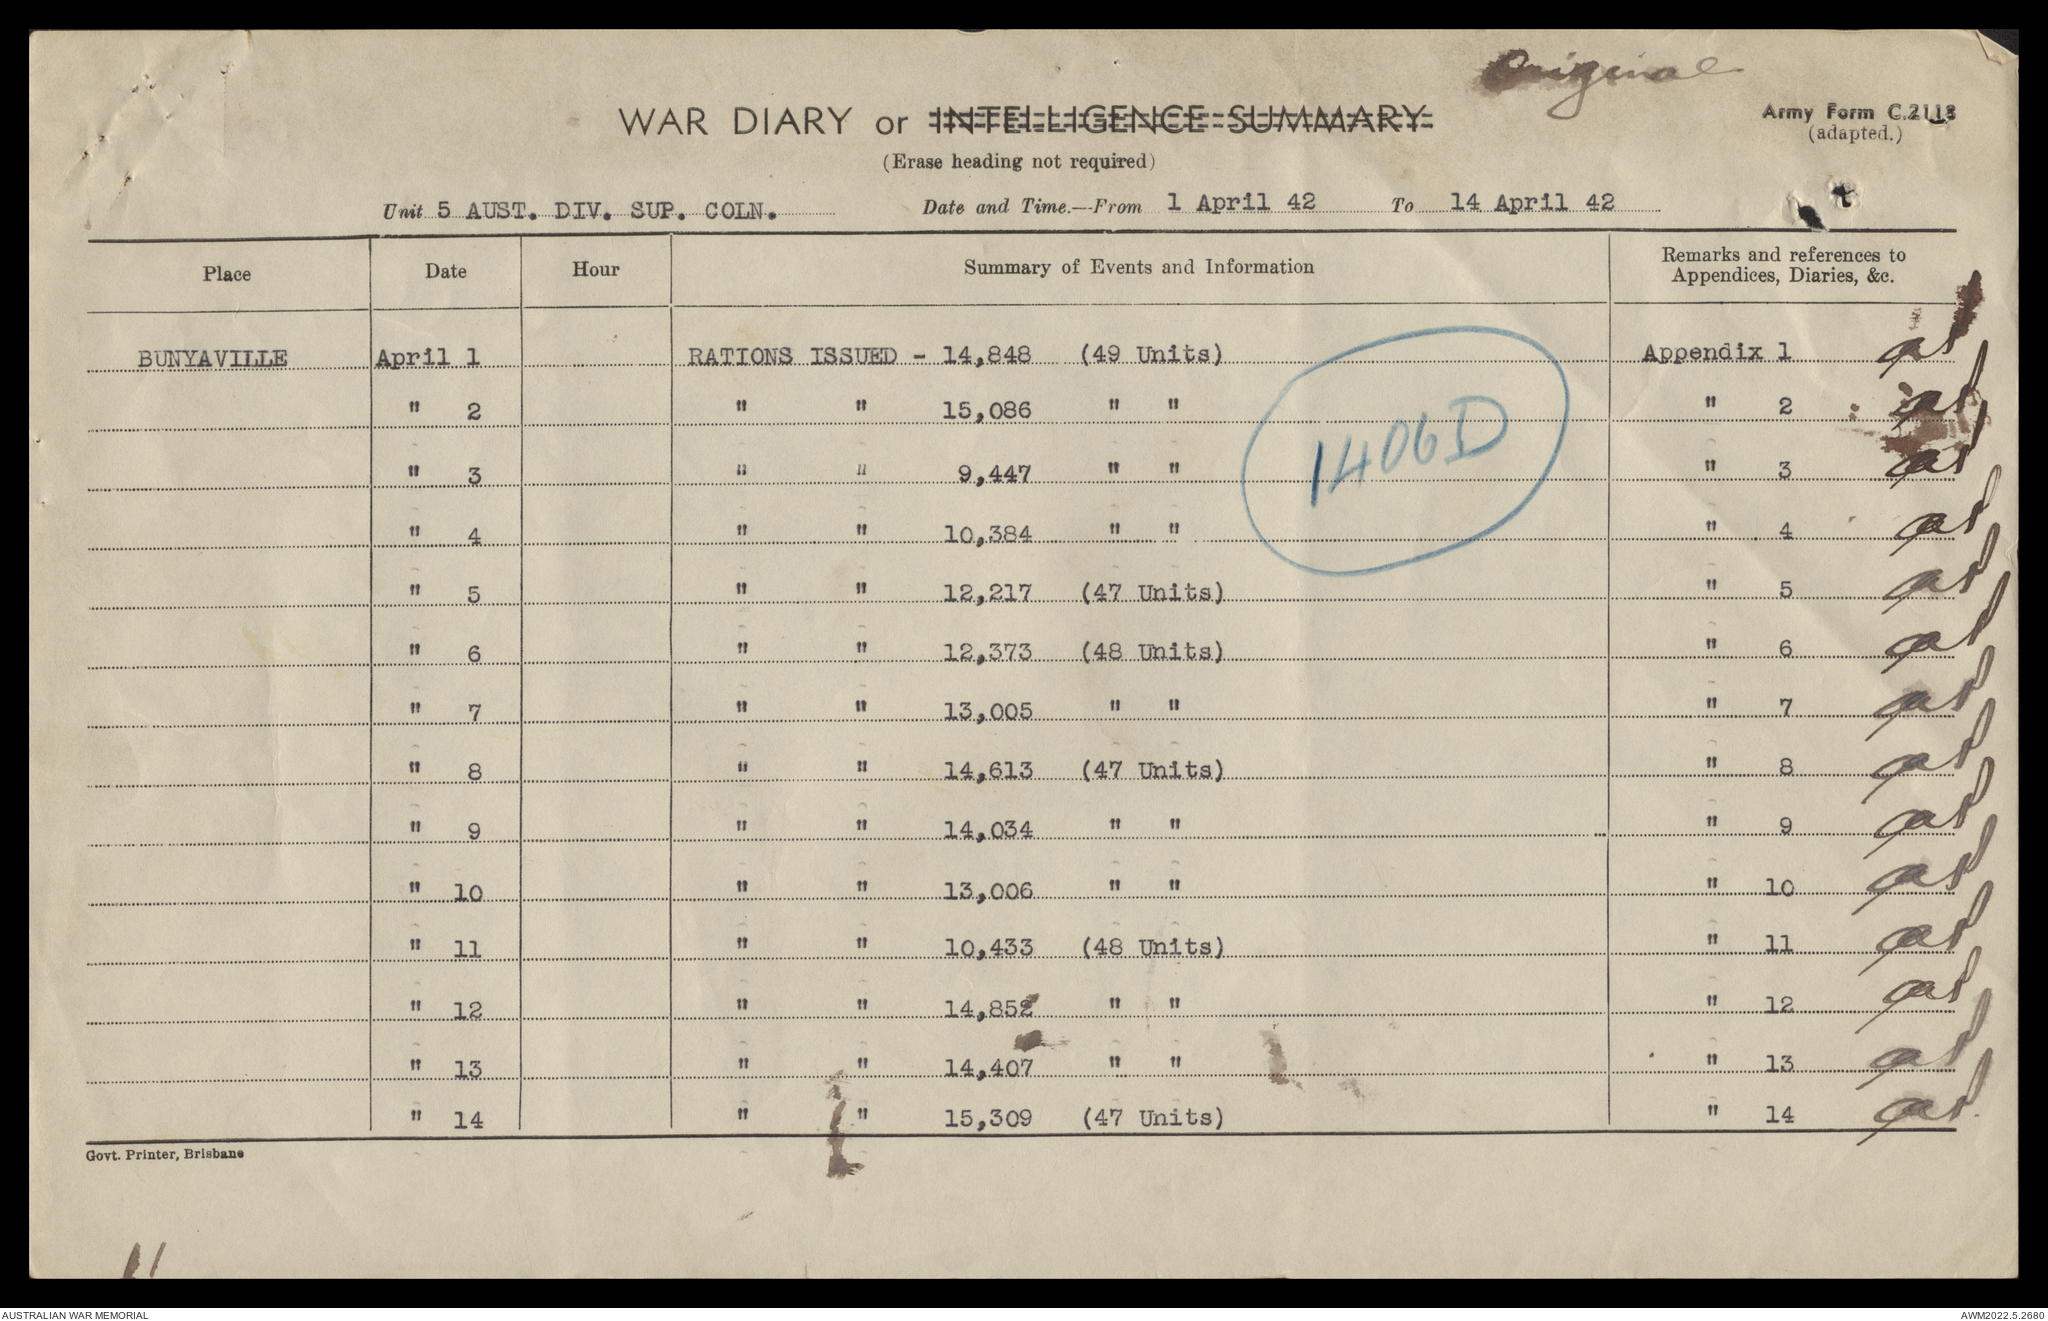 Original
WAR DIARY or INTELLIGENCE SUMMARY.
Army Form C.2118
(adapted.)
(Erase heading not required)
Unit 5 AUST. DIV. SUP. COLN. Date and Time.—From 1 April 42 To 14 April 42
Place Date Hour Summary of Events and Information Remarks and references to Appendices, Diaries, &c.
BUNYAVILLE April 1 RATIONS ISSUED - 14,848 (49 Units) Appendix 1
" 2 " " 15,086 " " " 2
" 3 " " 9,447 " " " 3
1406D
" 4 " " 10,384 " " " 4
" 5 " " 12,217 (47 Units) " 5
" 6 " " 12,373 (48 Units) " 6
" 7 " " 13,005 " " " 7
" 8 " " 14,613 (47 Units) " 8
" 9 " " 14,034 " " " 9
" 10 " " 13,006 " " " 10
" 11 " " 10,433 (48 Units) " 11
" 12 " " 14,852 " " " 12
" 13 " " 14,407 " " " 13
" 14 " " 15,309 (47 Units) " 14
Govt. Printer, Brisbane
AUSTRALIAN WAR MEMORIAL AWM2022.5.2680